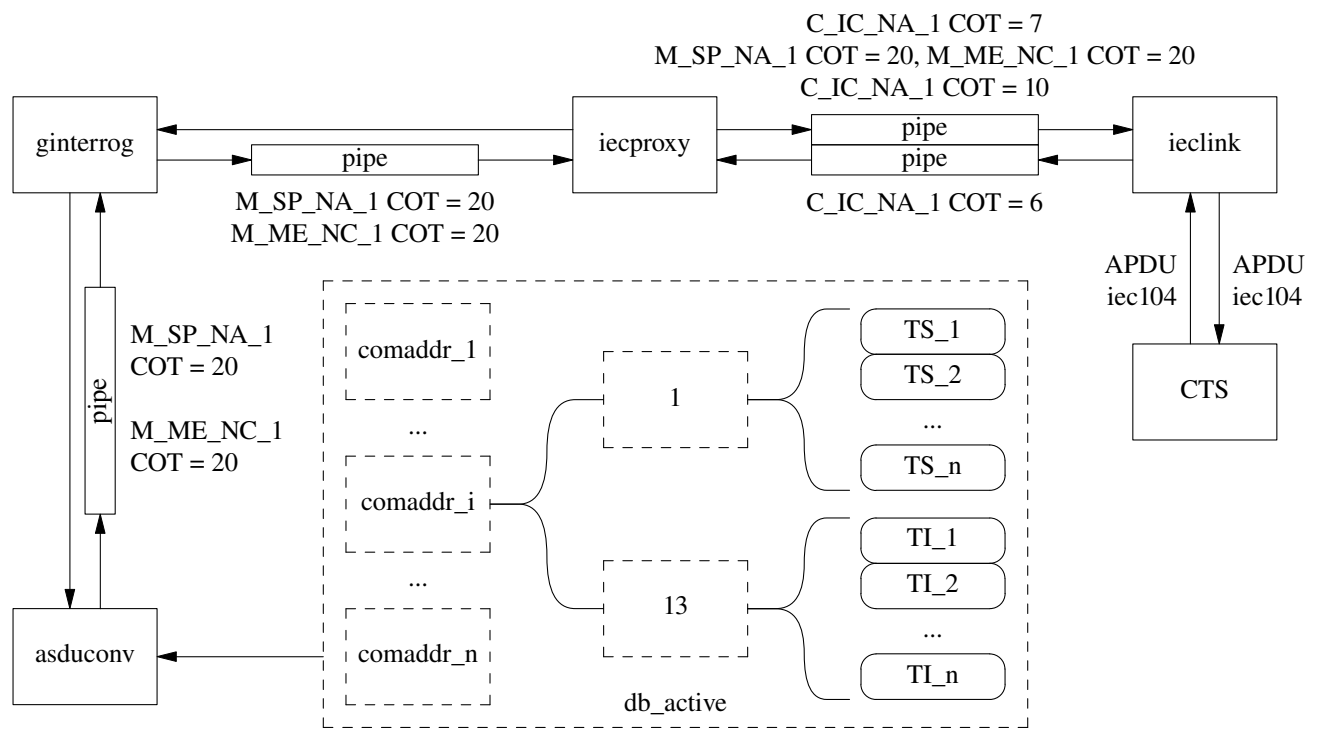 C_IC_NA_1 COT = 7
M_SP_NA_1 COT = 20, M_ME_NC_1 COT = 20
C_IC_NA_1 COT = 10
ginterrog
pipe
iecproxy
pipe
pipe
ieclink
M_SP_NA_1 COT = 20
M_ME_NC_1 COT = 20
C_IC_NA_1 COT = 6
APDU
iec104
APDU
iec104
CTS
pipe
M_SP_NA_1
COT = 20
M_ME_NC_1
COT = 20
asduconv
comaddr_1
...
comaddr_i
...
comaddr_n
1
13
TS_1
TS_2
...
TS_n
TI_1
TI_2
...
TI_n
db_active